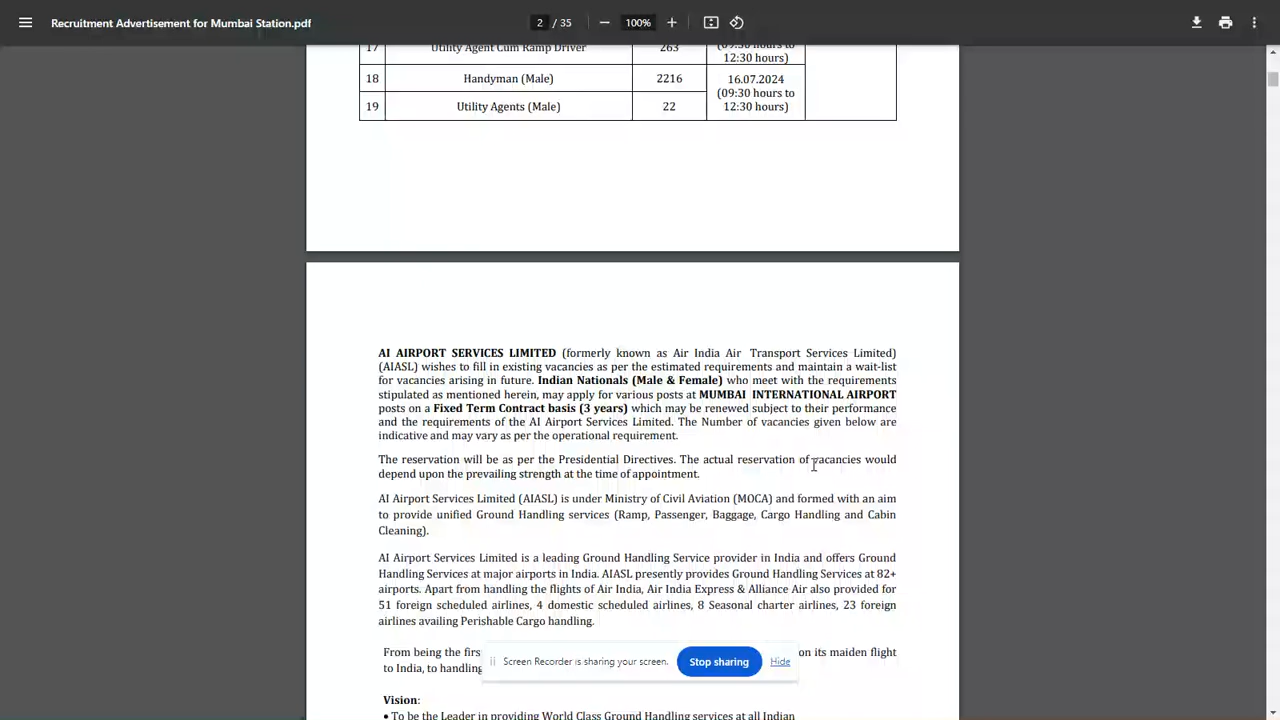 Recruitment Advertisement for Mumbai Station.pdf
2 / 35
100%
17 Utility Agent Cum Ramp Driver 263 (09:30 hours to
12:30 hours)
18 Handyman (Male) 2216 16.07.2024
(09:30 hours to
19 Utility Agents (Male) 22 12:30 hours)
AI AIRPORT SERVICES LIMITED (formerly known as Air India Air Transport Services Limited)
(AIASL) wishes to fill in existing vacancies as per the estimated requirements and maintain a wait-list
for vacancies arising in future. Indian Nationals (Male & Female) who meet with the requirements
stipulated as mentioned herein, may apply for various posts at MUMBAI INTERNATIONAL AIRPORT
posts on a Fixed Term Contract basis (3 years) which may be renewed subject to their performance
and the requirements of the AI Airport Services Limited. The Number of vacancies given below are
indicative and may vary as per the operational requirement.
The reservation will be as per the Presidential Directives. The actual reservation of vacancies would
depend upon the prevailing strength at the time of appointment.
AI Airport Services Limited (AIASL) is under Ministry of Civil Aviation (MOCA) and formed with an aim
to provide unified Ground Handling services (Ramp, Passenger, Baggage, Cargo Handling and Cabin
Cleaning).
AI Airport Services Limited is a leading Ground Handling Service provider in India and offers Ground
Handling Services at major airports in India. AIASL presently provides Ground Handling Services at 82+
airports. Apart from handling the flights of Air India, Air India Express & Alliance Air also provided for
51 foreign scheduled airlines, 4 domestic scheduled airlines, 8 Seasonal charter airlines, 23 foreign
airlines availing Perishable Cargo handling.
From being the firs on its maiden flight
to India, to handling
Screen Recorder is sharing your screen. Stop sharing Hide
Vision:
• To be the Leader in providing World Class Ground Handling services at all Indian